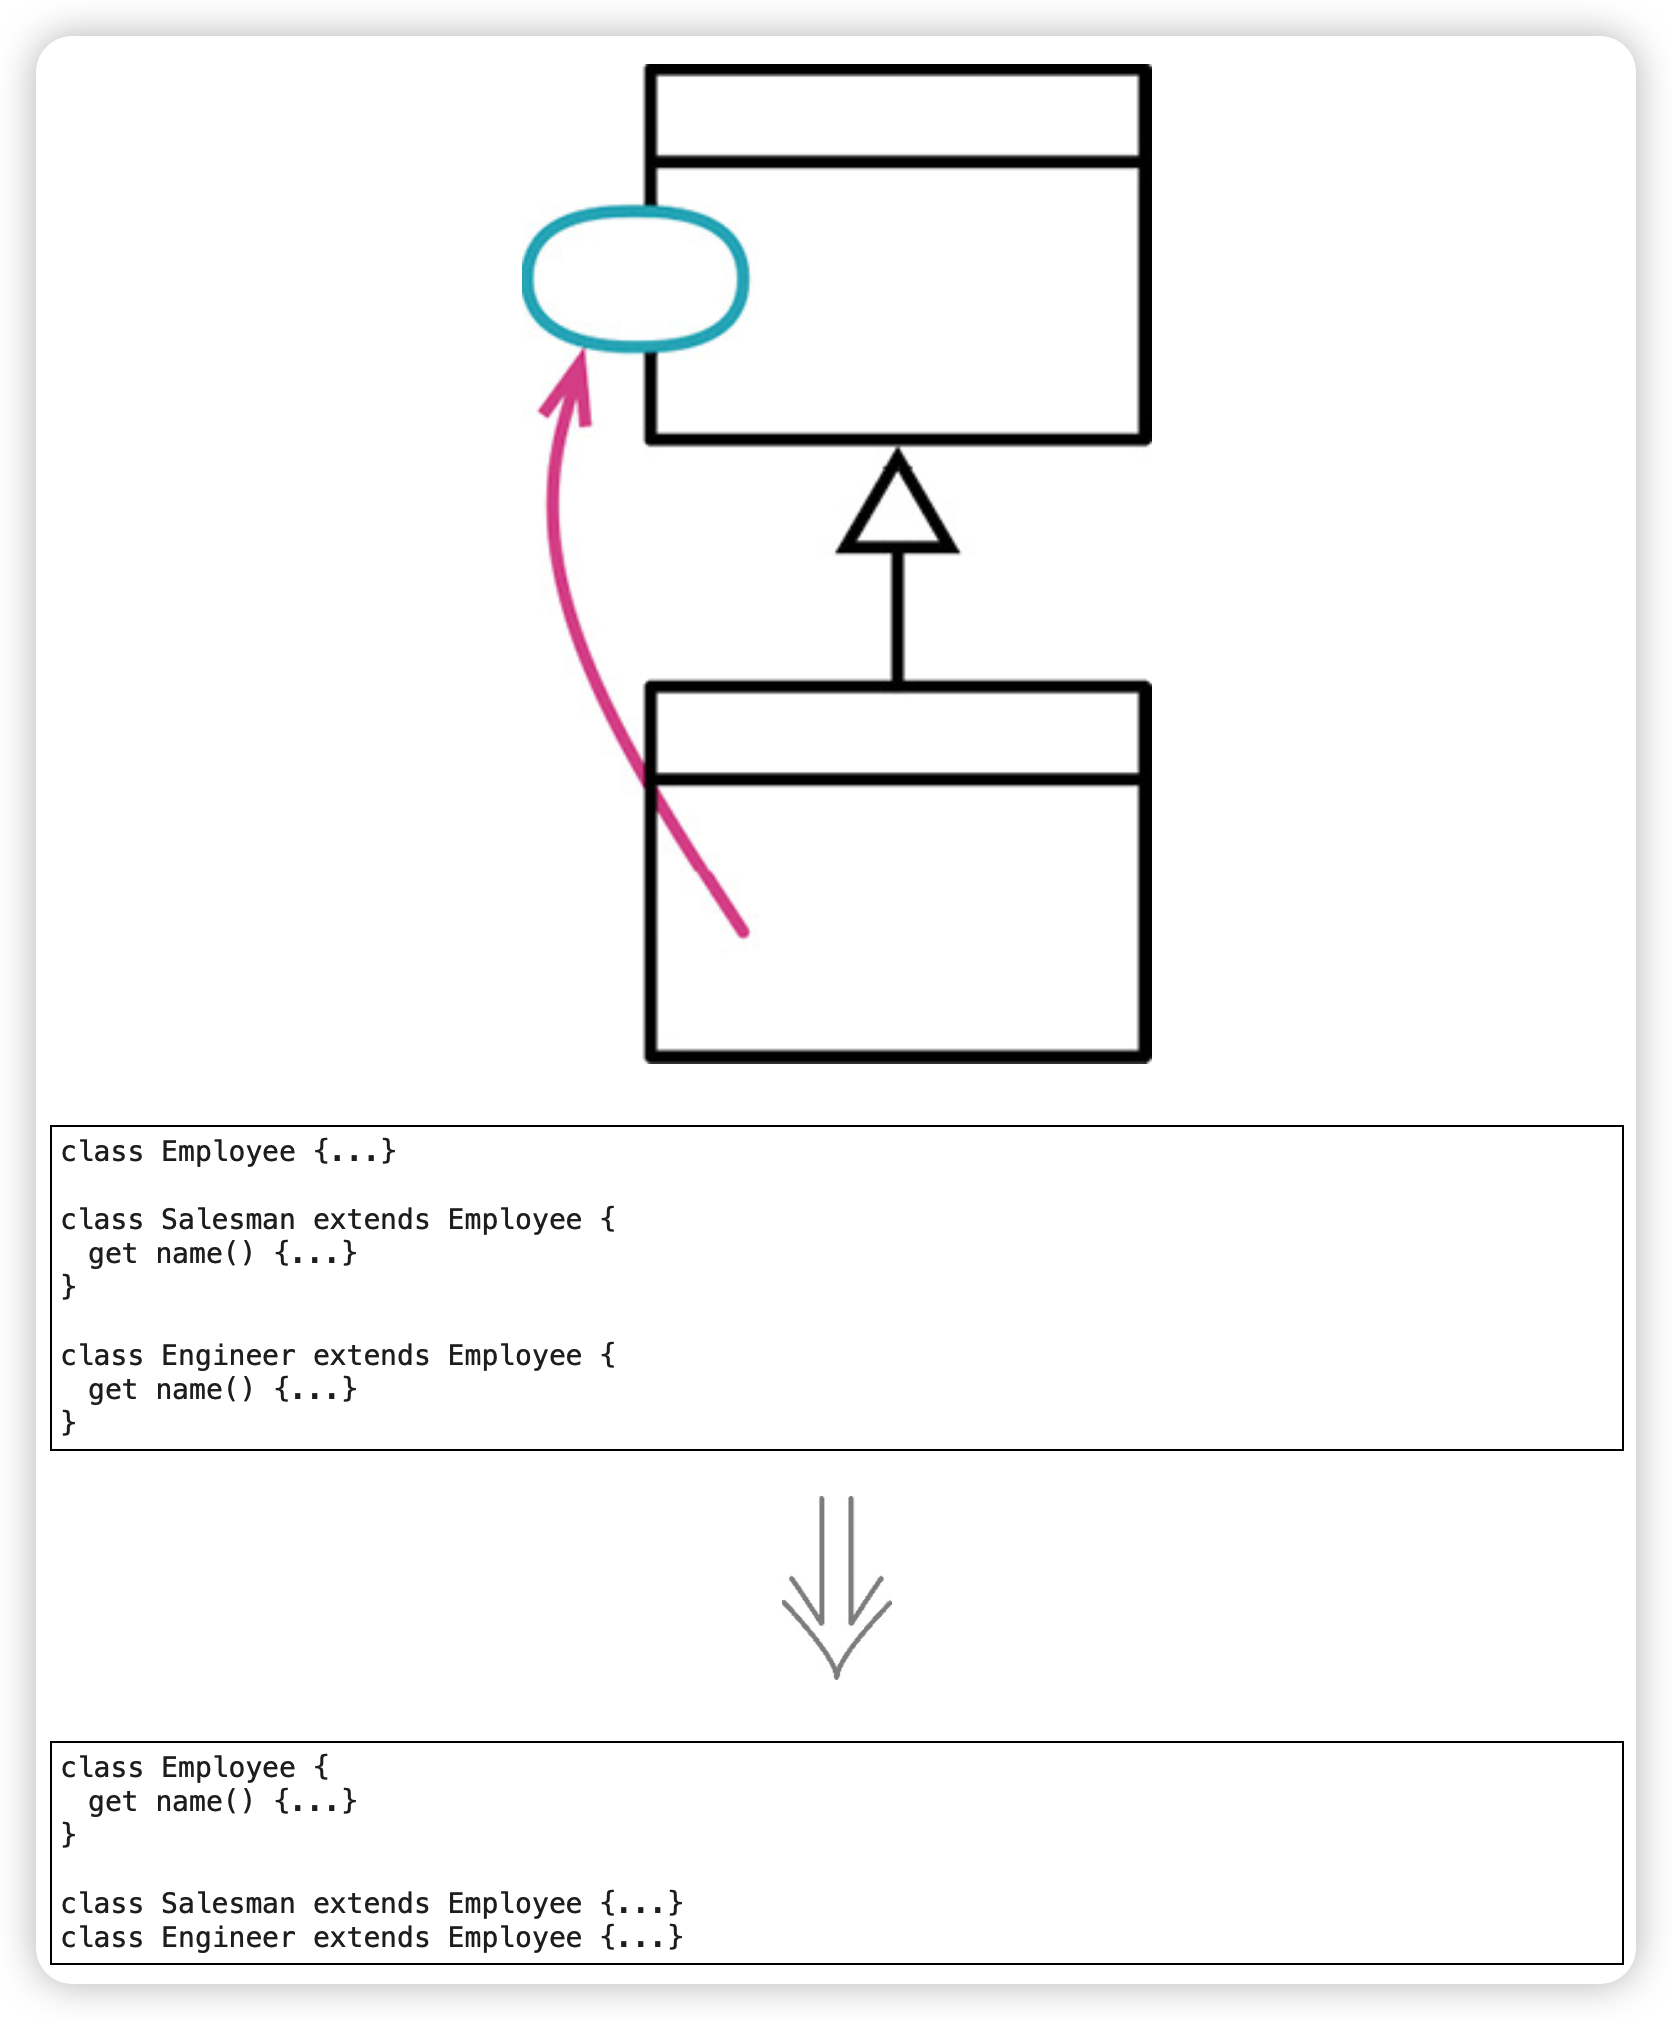 class Employee {...}
class Salesman extends Employee {
get name() {...}
}
class Engineer extends Employee {
get name() {...}
}
class Employee {
get name() {...}
}
class Salesman extends Employee {...}
class Engineer extends Employee {...}